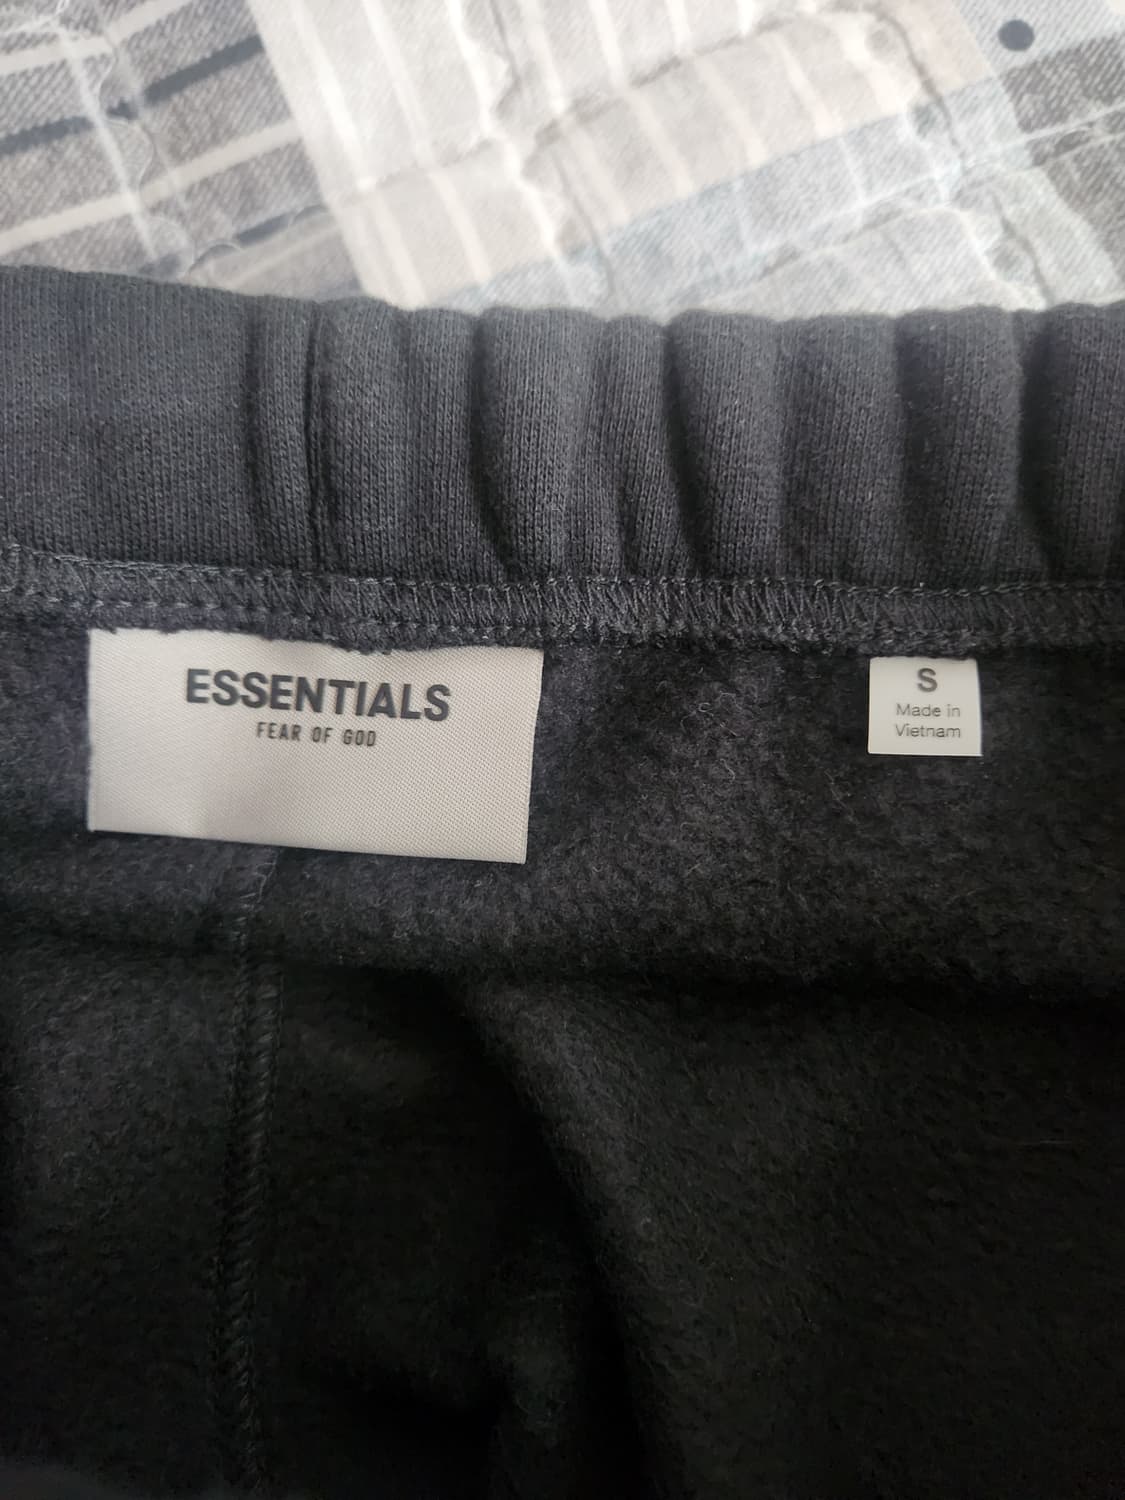 ESSENTIALS
FEAR OF GOD
S
Made in
Vietnam